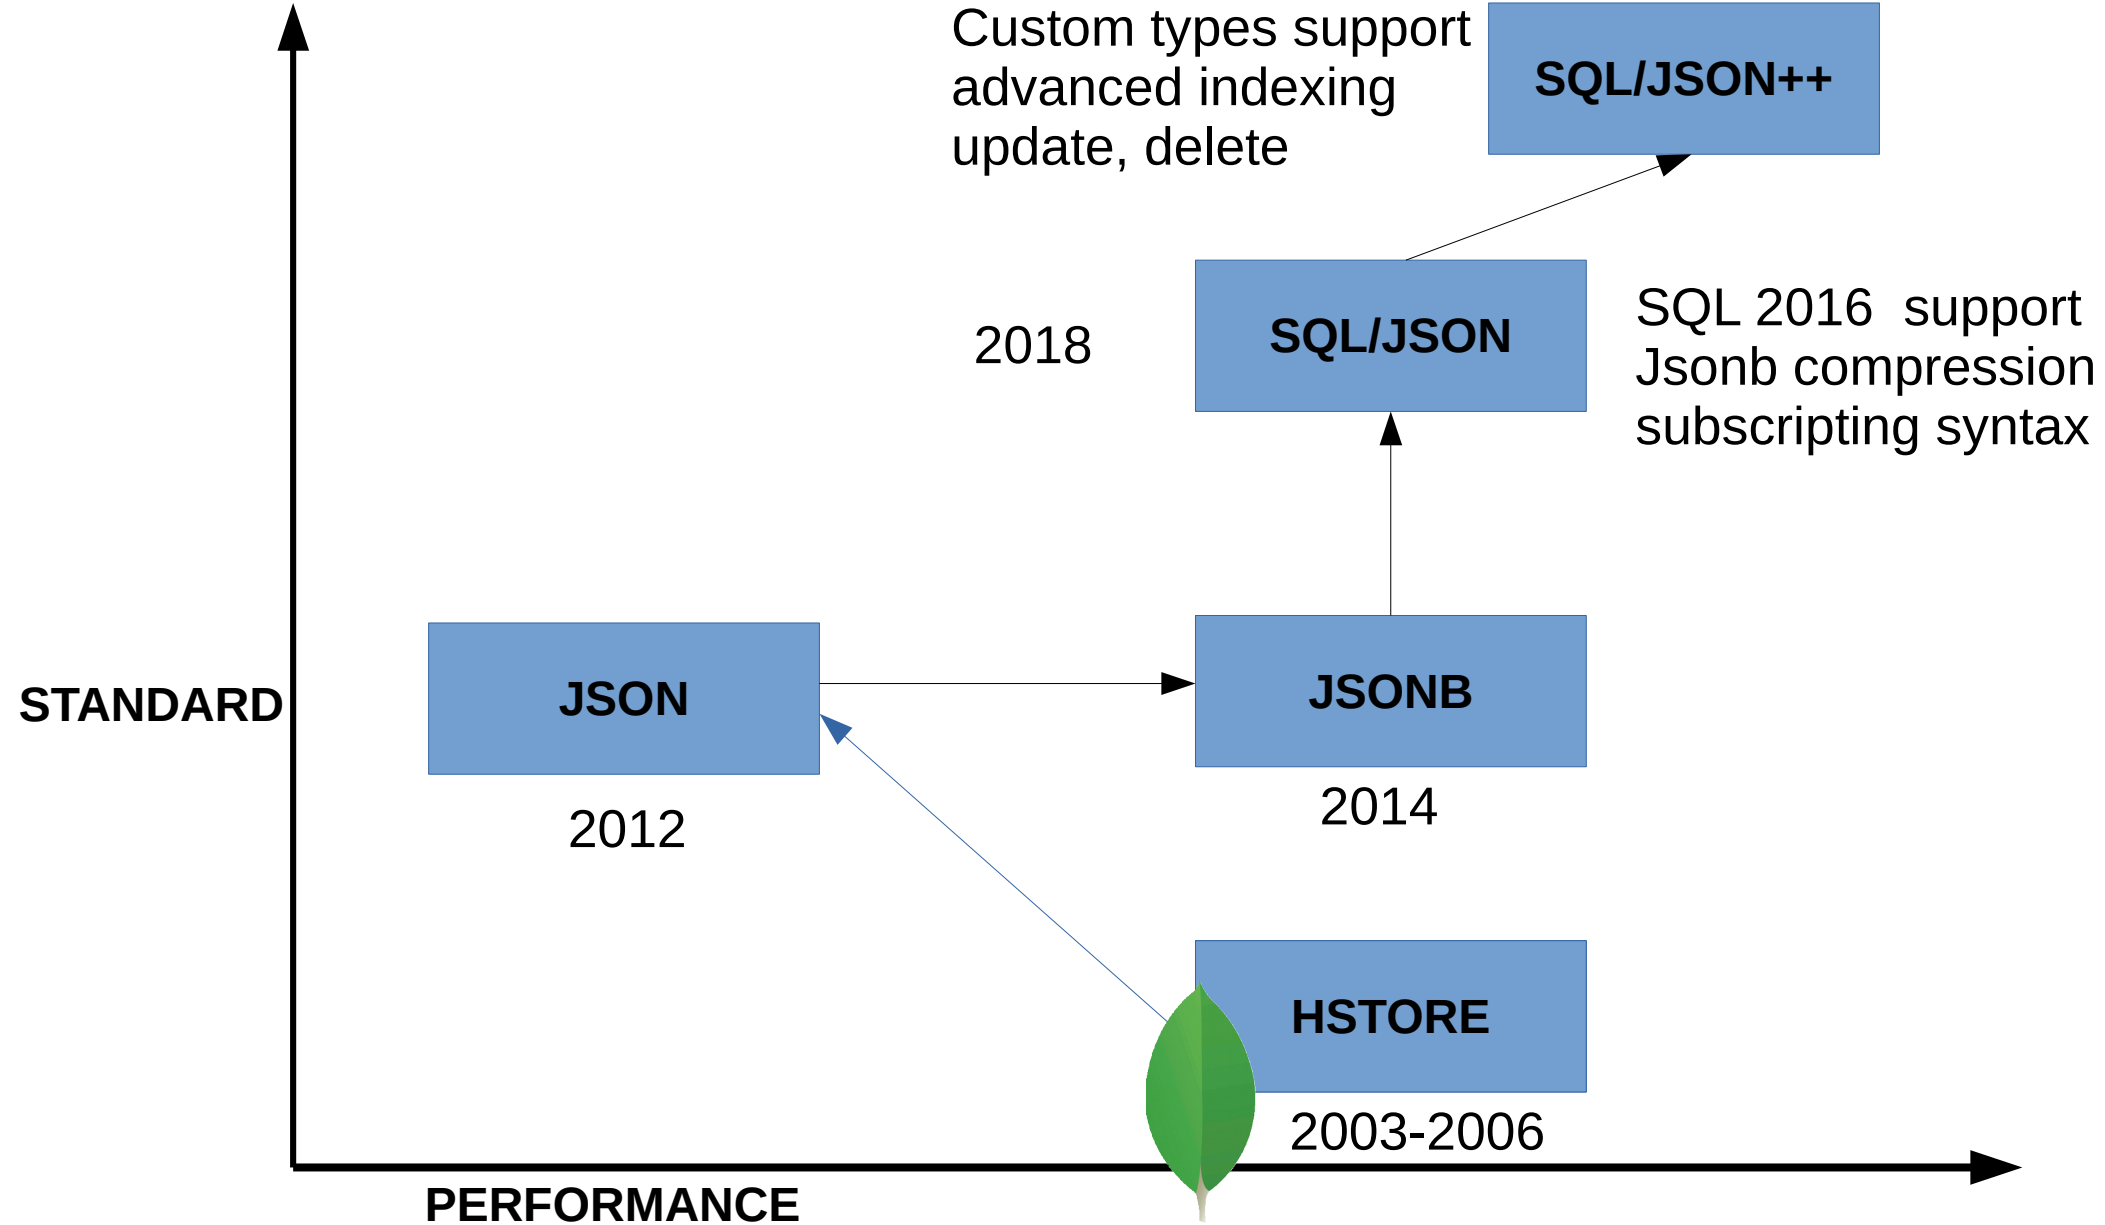 Custom types support
advanced indexing
update, delete
SQL/JSON++
2018
SQL/JSON
SQL 2016  support
Jsonb compression
subscripting syntax
STANDARD
JSON
JSONB
2012
2014
HSTORE
2003-2006
PERFORMANCE